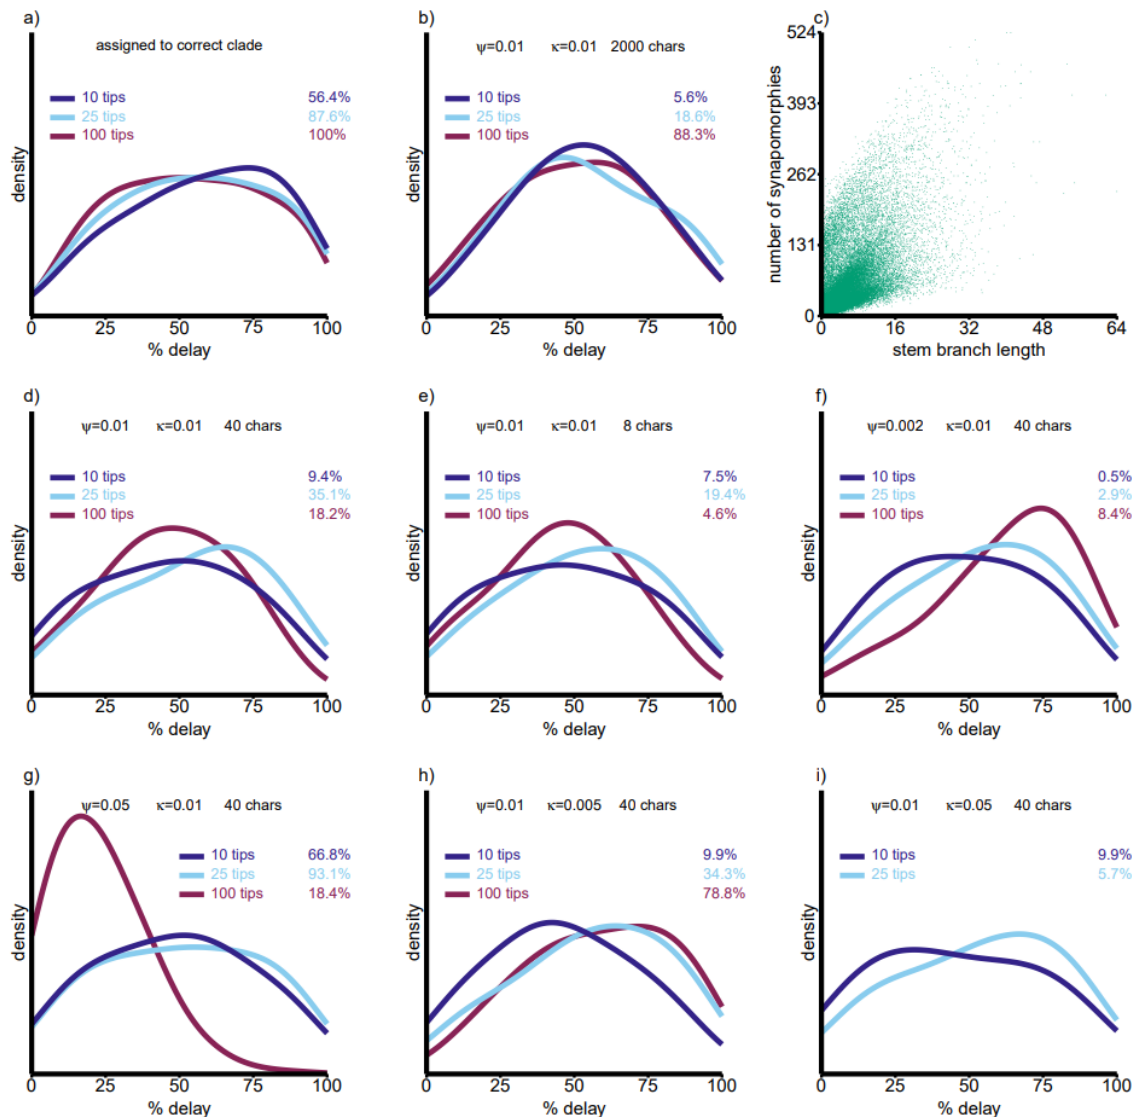 a)
assigned to correct clade
10 tips 56.4%
25 tips 87.6%
100 tips 100%
density
0 25 50 75 100
% delay
b)
ψ=0.01 κ=0.01 2000 chars
10 tips 5.6%
25 tips 18.6%
100 tips 88.3%
density
0 25 50 75 100
% delay
c)
524
393
262
131
0
number of synapomorphies
0 16 32 48 64
stem branch length
d)
ψ=0.01 κ=0.01 40 chars
10 tips 9.4%
25 tips 35.1%
100 tips 18.2%
density
0 25 50 75 100
% delay
e)
ψ=0.01 κ=0.01 8 chars
10 tips 7.5%
25 tips 19.4%
100 tips 4.6%
density
0 25 50 75 100
% delay
f)
ψ=0.002 κ=0.01 40 chars
10 tips 0.5%
25 tips 2.9%
100 tips 8.4%
density
0 25 50 75 100
% delay
g)
ψ=0.05 κ=0.01 40 chars
10 tips 66.8%
25 tips 93.1%
100 tips 18.4%
density
0 25 50 75 100
% delay
h)
ψ=0.01 κ=0.005 40 chars
10 tips 9.9%
25 tips 34.3%
100 tips 78.8%
density
0 25 50 75 100
% delay
i)
ψ=0.01 κ=0.05 40 chars
10 tips 9.9%
25 tips 5.7%
density
0 25 50 75 100
% delay